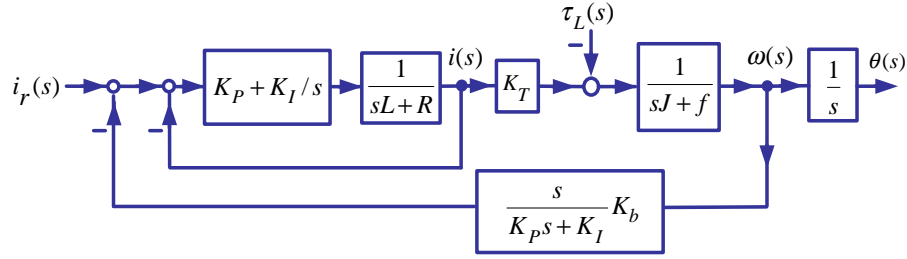 i_r(s)
K_P + K_I /s
1
sL + R
i(s)
K_T
τ_L(s)
1
sJ + f
ω(s)
1
s
θ(s)
s
K_P s + K_I
K_b